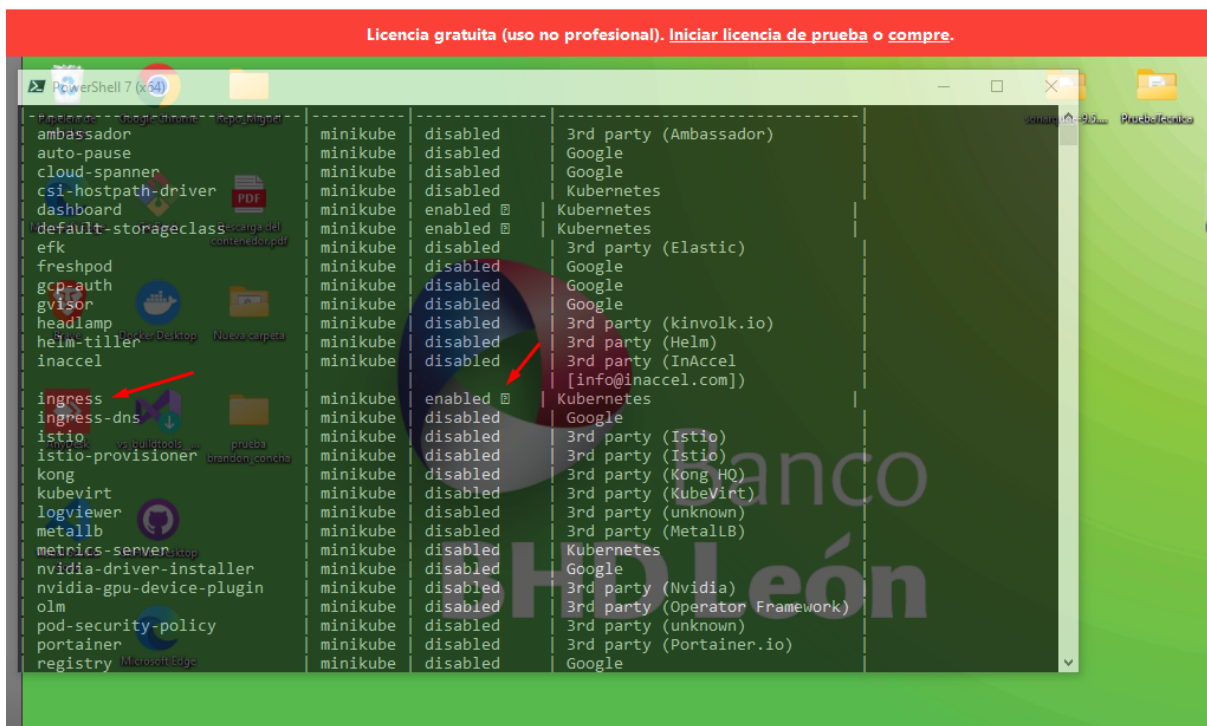 Licencia gratuita (uso no profesional). Iniciar licencia de prueba o compre.
PowerShell 7 (x64)
ambassador | minikube | disabled | 3rd party (Ambassador) |
auto-pause | minikube | disabled | Google |
cloud-spanner | minikube | disabled | Google |
csi-hostpath-driver | minikube | disabled | Kubernetes |
dashboard | minikube | enabled | Kubernetes |
default-storageclass | minikube | enabled | Kubernetes |
efk | minikube | disabled | 3rd party (Elastic) |
freshpod | minikube | disabled | Google |
gcp-auth | minikube | disabled | Google |
gvisor | minikube | disabled | Google |
headlamp | minikube | disabled | 3rd party (kinvolk.io) |
helm-tiller | minikube | disabled | 3rd party (Helm) |
inaccel | minikube | disabled | 3rd party (InAccel |
| | | [info@inaccel.com]) |
ingress | minikube | enabled | Kubernetes |
ingress-dns | minikube | disabled | Google |
istio | minikube | disabled | 3rd party (Istio) |
istio-provisioner | minikube | disabled | 3rd party (Istio) |
kong | minikube | disabled | 3rd party (Kong HQ) |
kubevirt | minikube | disabled | 3rd party (KubeVirt) |
logviewer | minikube | disabled | 3rd party (unknown) |
metallb | minikube | disabled | 3rd party (MetalLB) |
metrics-server | minikube | disabled | Kubernetes |
nvidia-driver-installer | minikube | disabled | Google |
nvidia-gpu-device-plugin | minikube | disabled | 3rd party (Nvidia) |
olm | minikube | disabled | 3rd party (Operator Framework) |
pod-security-policy | minikube | disabled | 3rd party (unknown) |
portainer | minikube | disabled | 3rd party (Portainer.io) |
registry | minikube | disabled | Google |
Banco
BHD León
PDF
Google Chrome
Docker Desktop
Nueva carpeta
prueba
brandon_concha
Microsoft Edge
PruebaTecnica